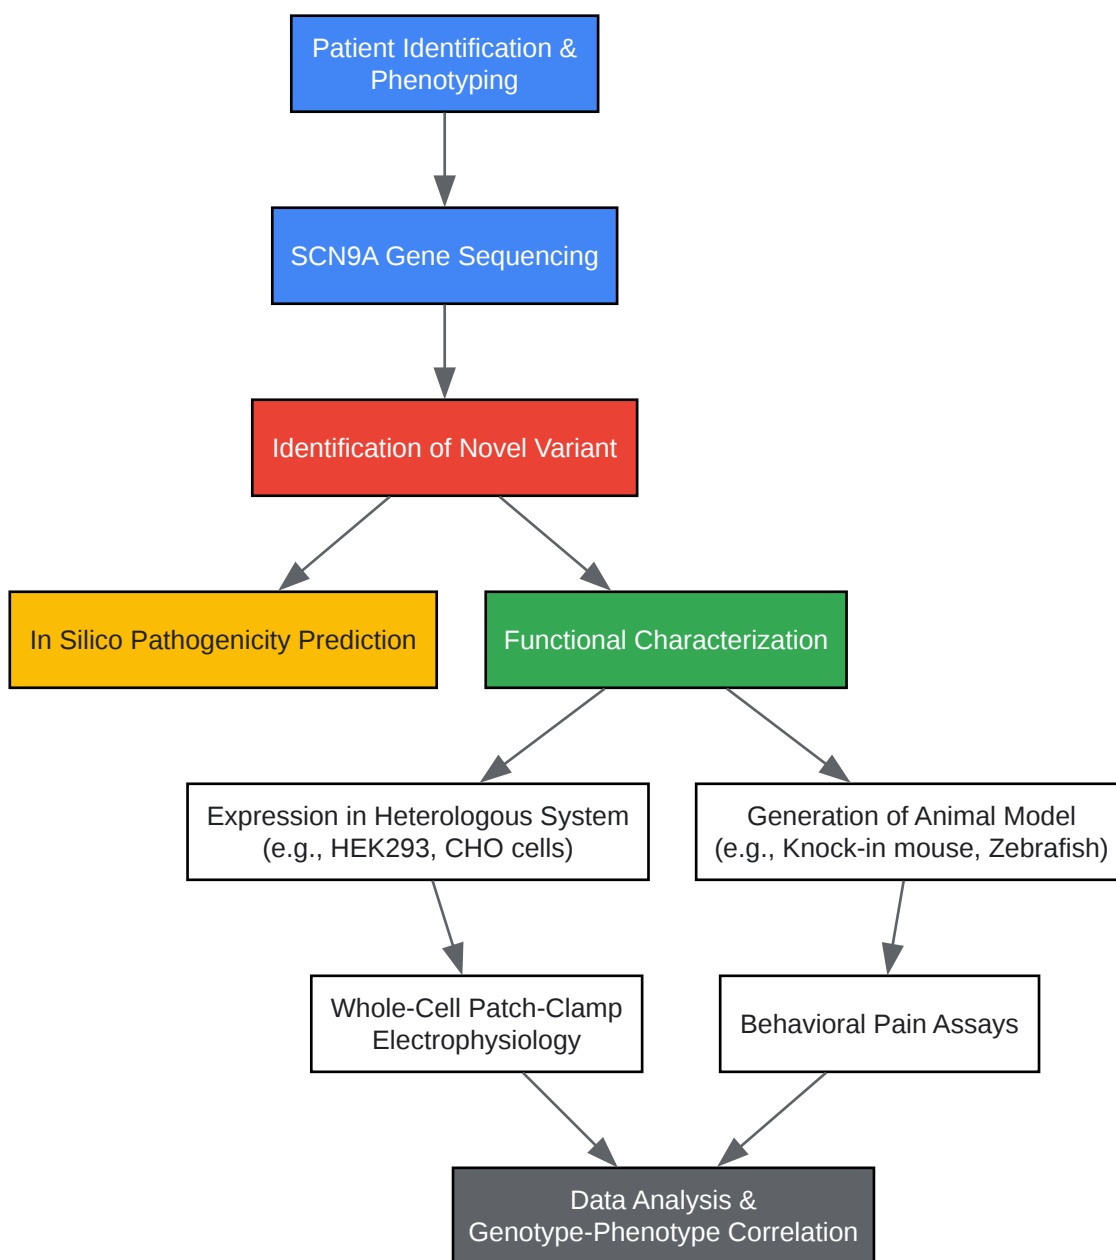 Patient Identification &
Phenotyping
SCN9A Gene Sequencing
Identification of Novel Variant
In Silico Pathogenicity Prediction
Functional Characterization
Expression in Heterologous System
(e.g., HEK293, CHO cells)
Generation of Animal Model
(e.g., Knock-in mouse, Zebrafish)
Whole-Cell Patch-Clamp
Electrophysiology
Behavioral Pain Assays
Data Analysis &
Genotype-Phenotype Correlation